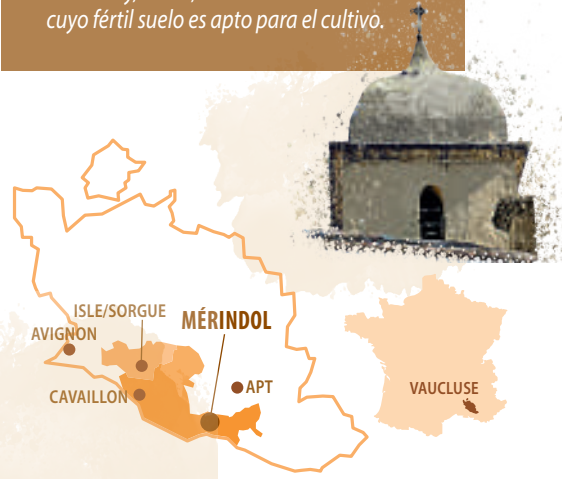 cuyo fértil suelo es apto para el cultivo.
ISLE/SORGUE
MÉRINDOL
AVIGNON
APT
CAVAILLON
VAUCLUSE